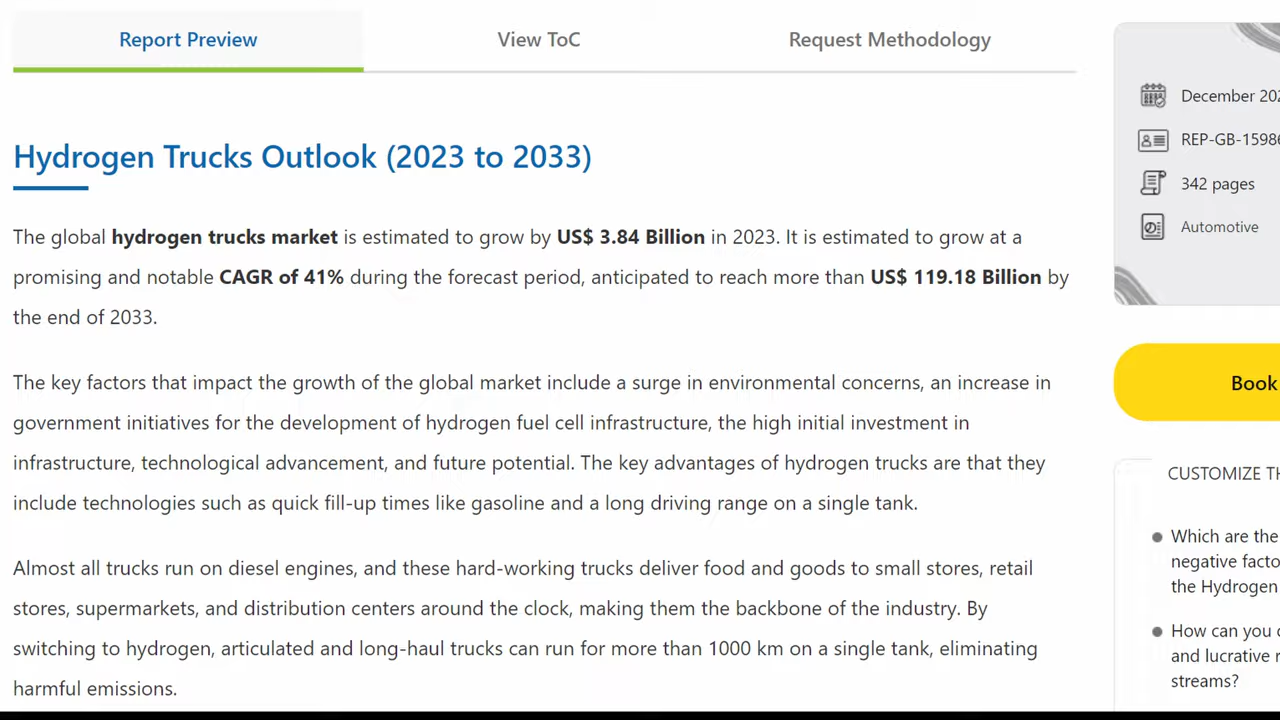 Report Preview
View ToC
Request Methodology
Hydrogen Trucks Outlook (2023 to 2033)
The global hydrogen trucks market is estimated to grow by US$ 3.84 Billion in 2023. It is estimated to grow at a
promising and notable CAGR of 41% during the forecast period, anticipated to reach more than US$ 119.18 Billion by
the end of 2033.
The key factors that impact the growth of the global market include a surge in environmental concerns, an increase in
government initiatives for the development of hydrogen fuel cell infrastructure, the high initial investment in
infrastructure, technological advancement, and future potential. The key advantages of hydrogen trucks are that they
include technologies such as quick fill-up times like gasoline and a long driving range on a single tank.
Almost all trucks run on diesel engines, and these hard-working trucks deliver food and goods to small stores, retail
stores, supermarkets, and distribution centers around the clock, making them the backbone of the industry. By
switching to hydrogen, articulated and long-haul trucks can run for more than 1000 km on a single tank, eliminating
harmful emissions.
December
REP-GB-1598
342 pages
Automotive
Book
CUSTOMIZE
Which are the
negative
the Hydrogen
How can you
and lucrative
streams?